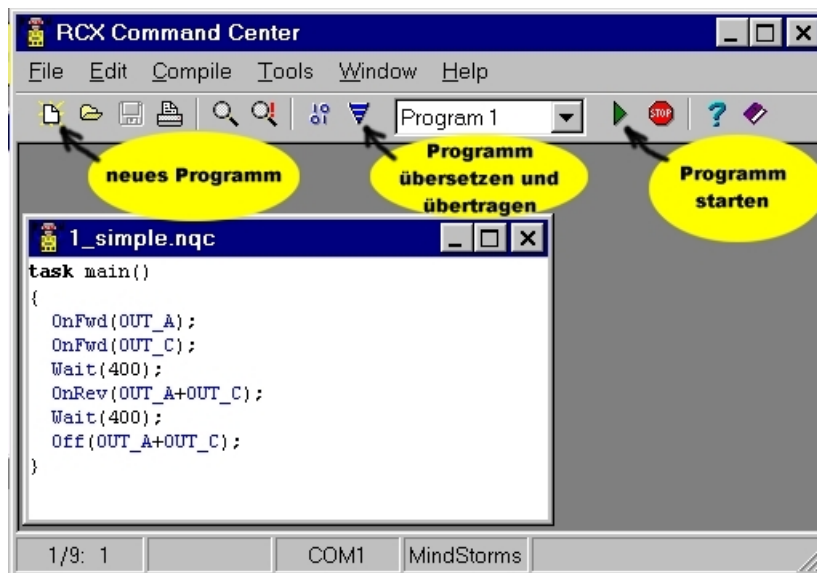 RCX Command Center
File Edit Compile Tools Window Help
Program 1
STOP
neues Programm
Programm
übersetzen und
übertragen
Programm
starten
1_simple.nqc
task main()
{
OnFwd(OUT_A);
OnFwd(OUT_C);
Wait(400);
OnRev(OUT_A+OUT_C);
Wait(400);
Off(OUT_A+OUT_C);
}
1/9: 1 COM1 MindStorms